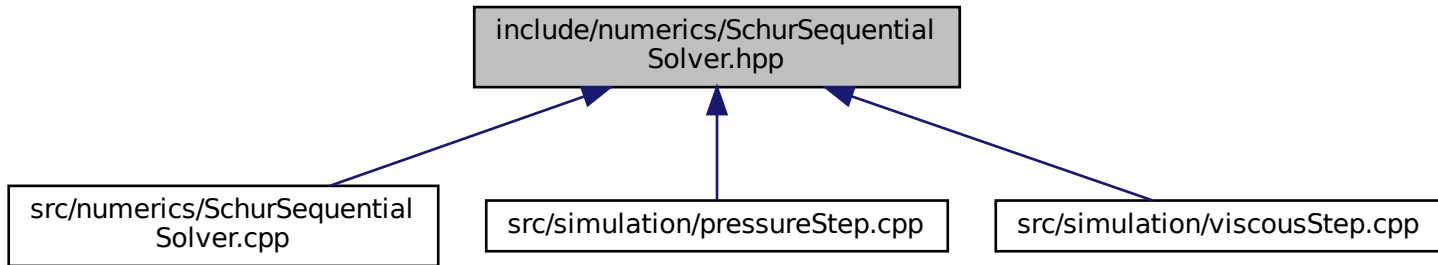 include/numerics/SchurSequential
Solver.hpp
src/numerics/SchurSequential
Solver.cpp
src/simulation/pressureStep.cpp
src/simulation/viscousStep.cpp